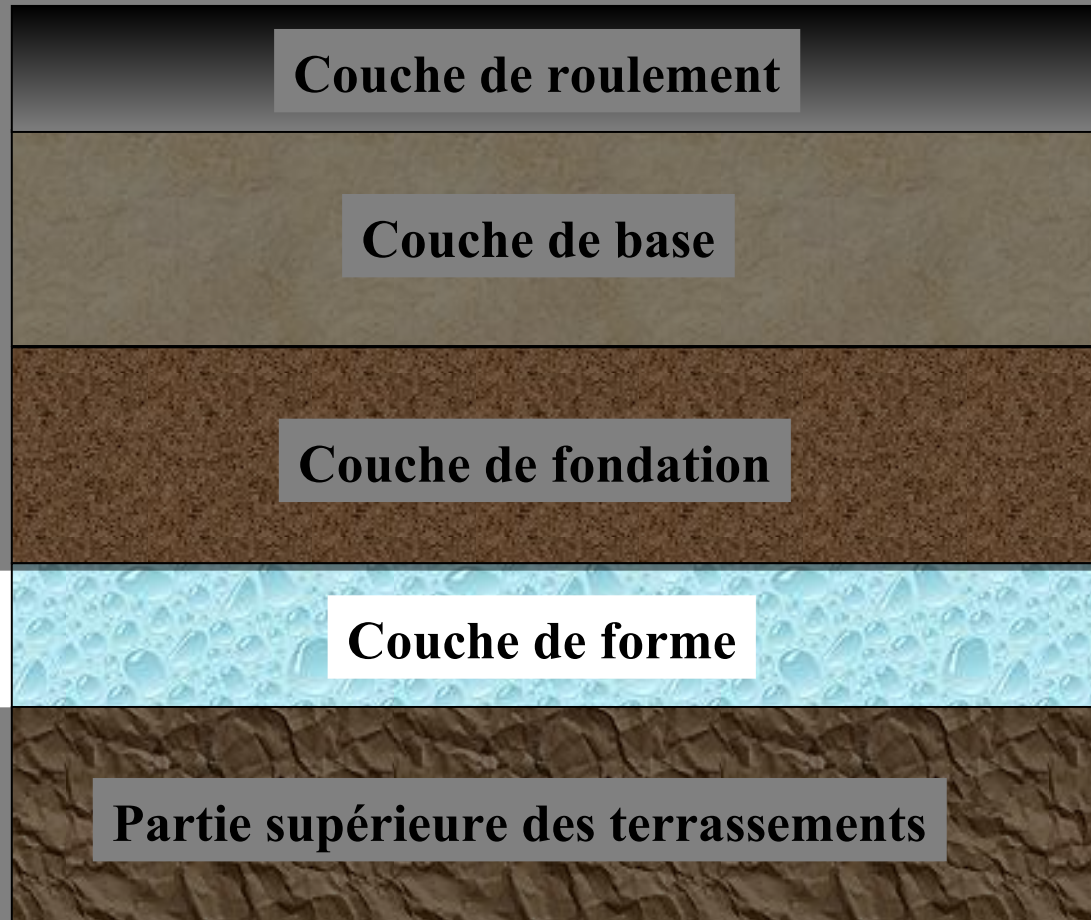 Couche de roulement
Couche de base
Couche de fondation
Couche de forme
Partie supérieure des terrassements